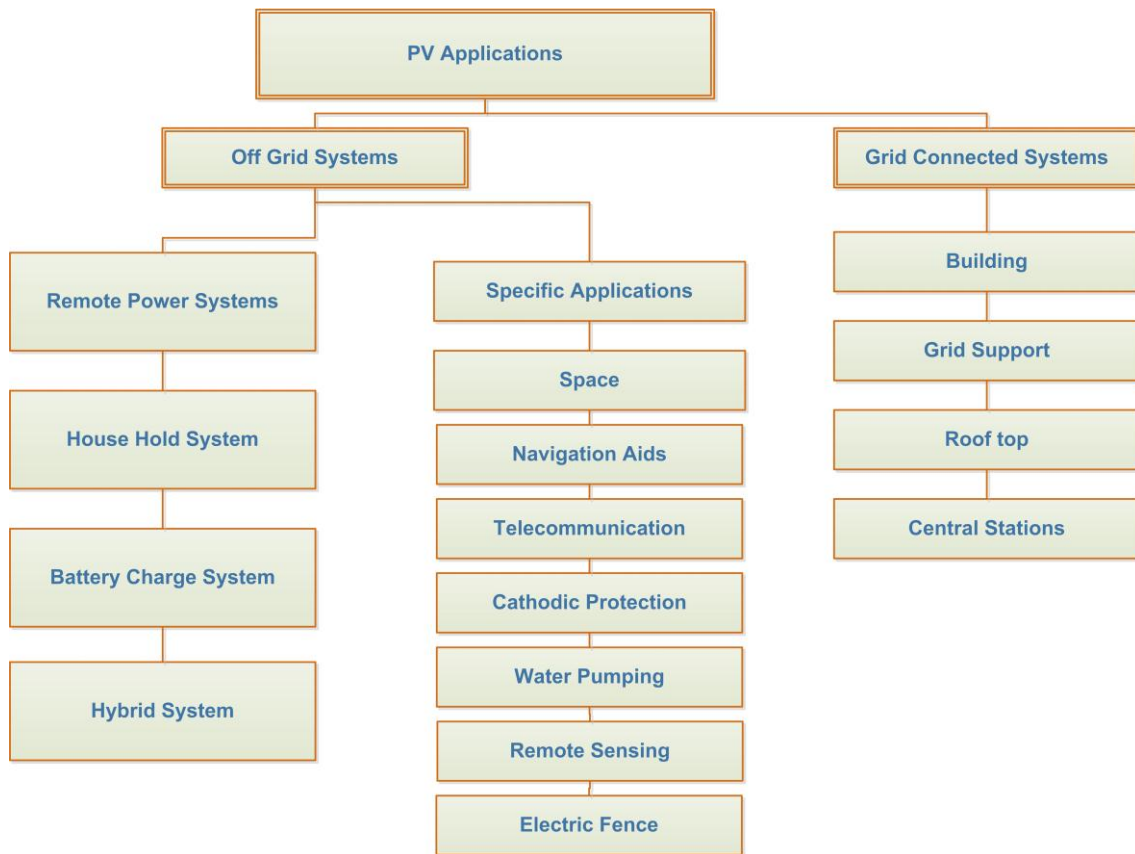 PV Applications
Off Grid Systems
Grid Connected Systems
Remote Power Systems
House Hold System
Battery Charge System
Hybrid System
Specific Applications
Space
Navigation Aids
Telecommunication
Cathodic Protection
Water Pumping
Remote Sensing
Electric Fence
Building
Grid Support
Roof top
Central Stations